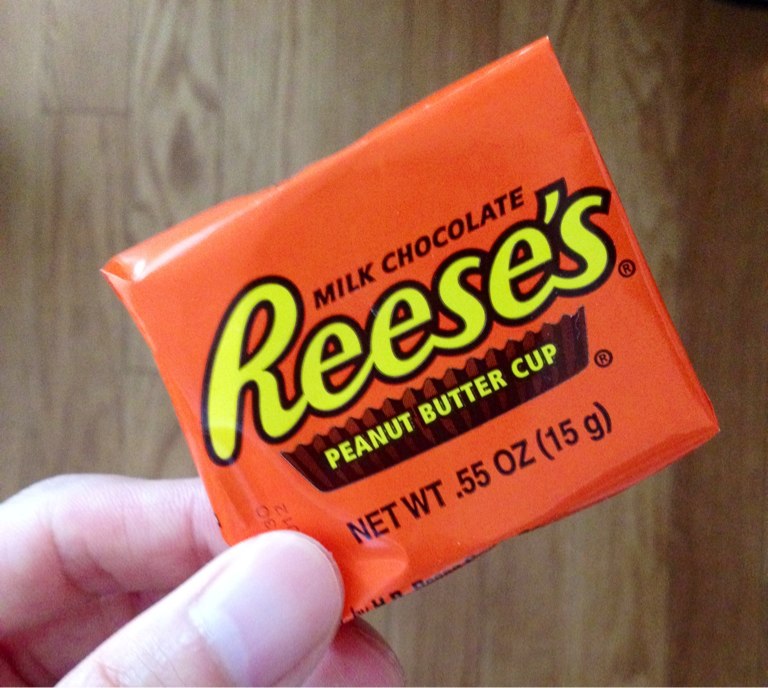 MILK CHOCOLATE
REESE'S®
PEANUT BUTTER CUP ®
NET WT .55 OZ (15 g)
H.B.